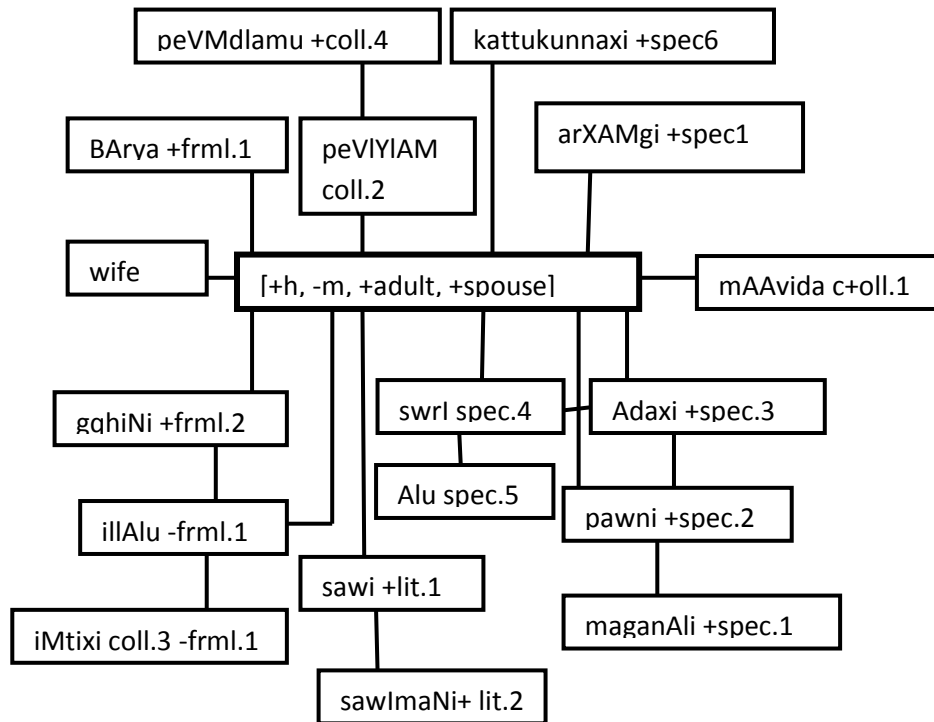 peVMdlamu +coll.4
kattukunnaxi +spec6
BArya +frml.1
peVlYlAM
coll.2
arXAMgi +spec1
wife
[+h, -m, +adult, +spouse]
mAAvida c+oll.1
gqhiNi +frml.2
swrI spec.4
Adaxi +spec.3
illAlu -frml.1
Alu spec.5
pawni +spec.2
sawi +lit.1
iMtixi coll.3 -frml.1
maganAli +spec.1
sawImaNi+ lit.2